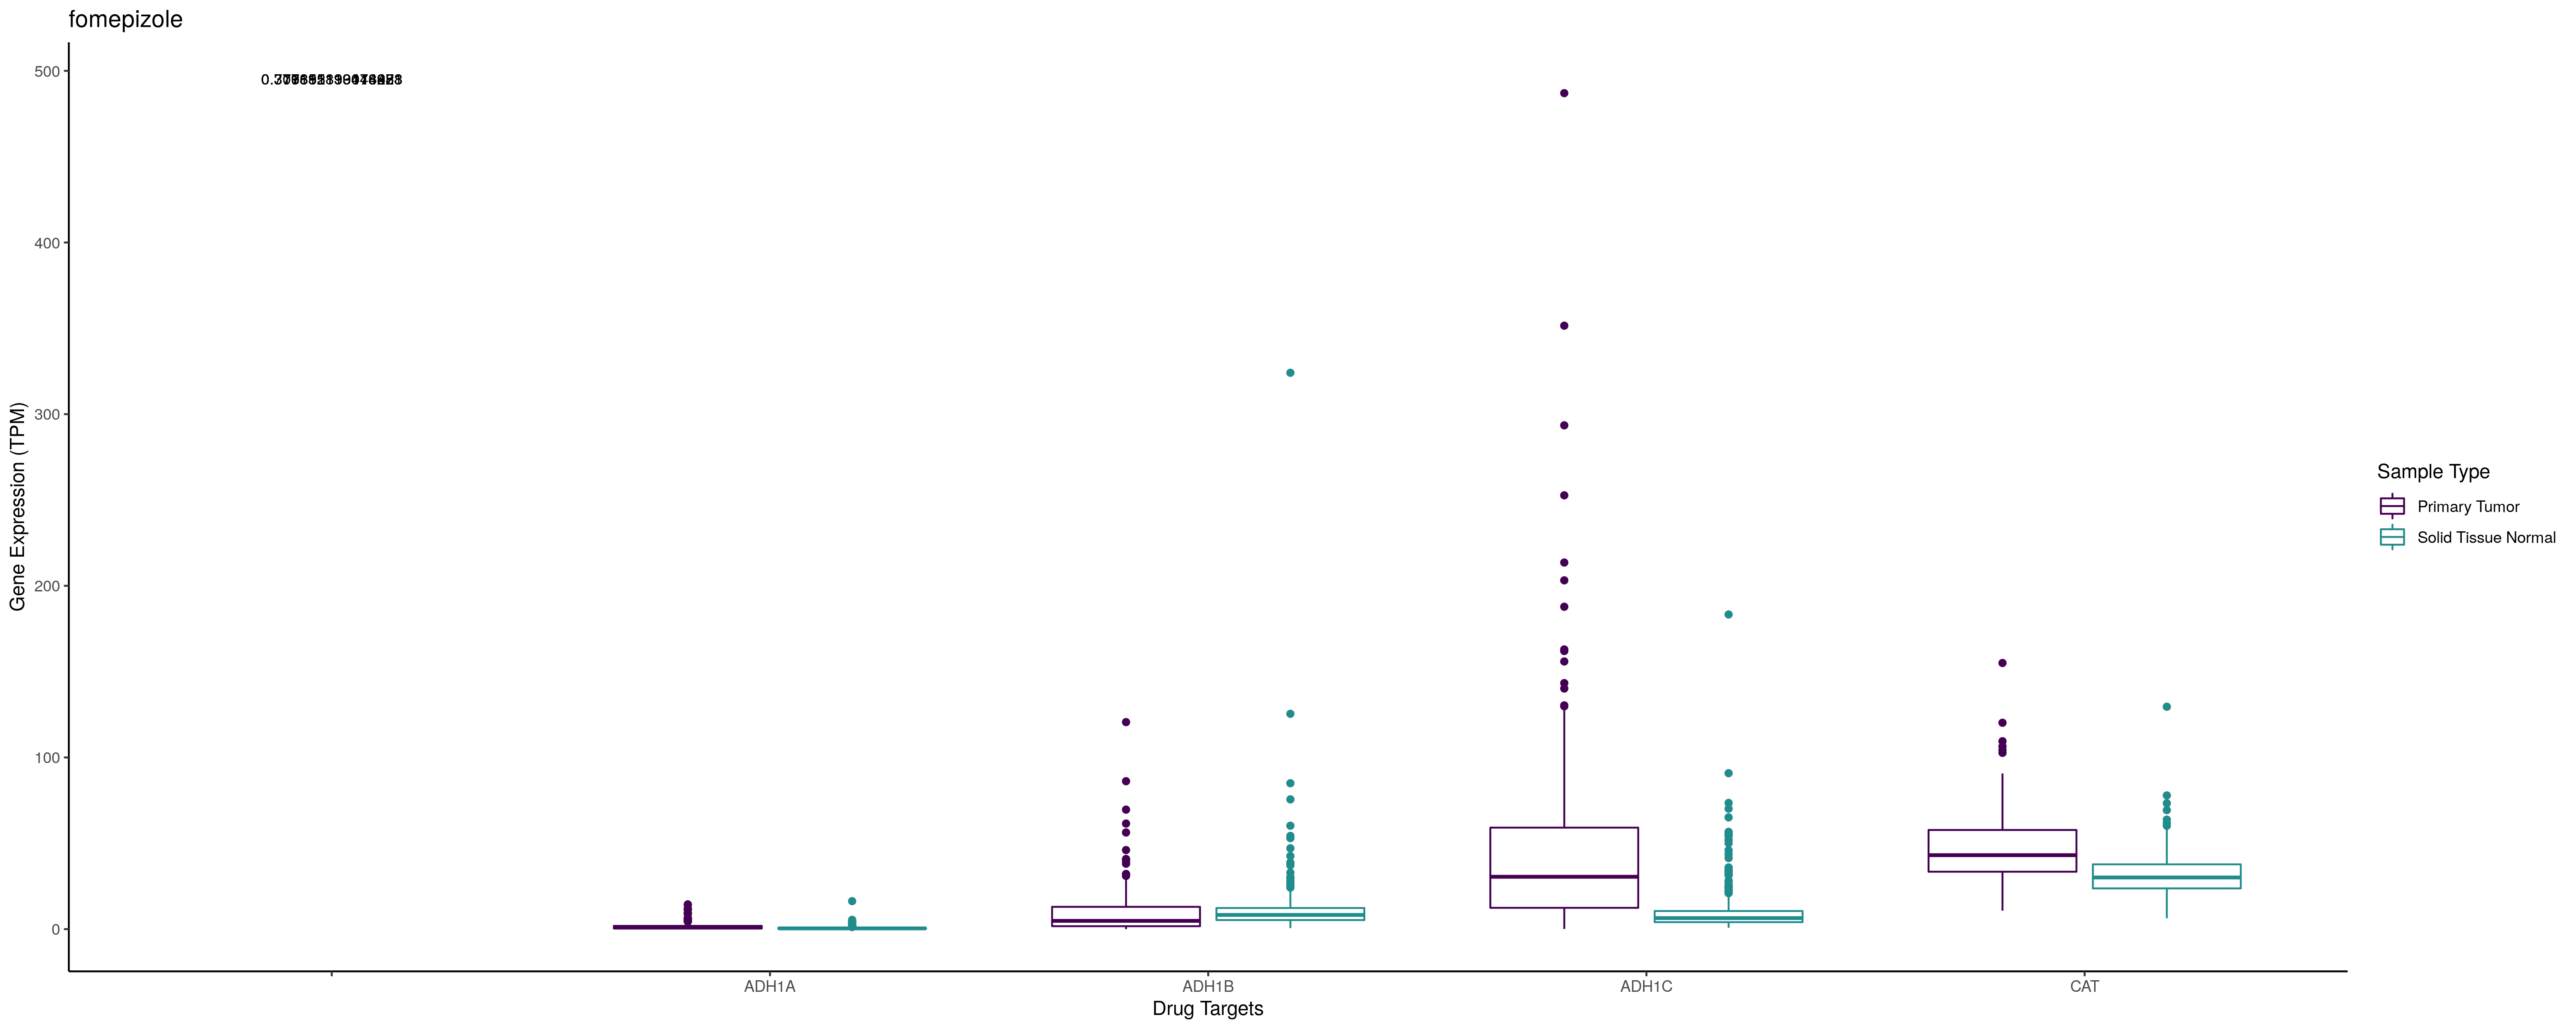 fomepizole
500
400
300
200
100
0
Gene Expression (TPM)
ADH1A
ADH1B
ADH1C
CAT
Drug Targets
Sample Type
Primary Tumor
Solid Tissue Normal